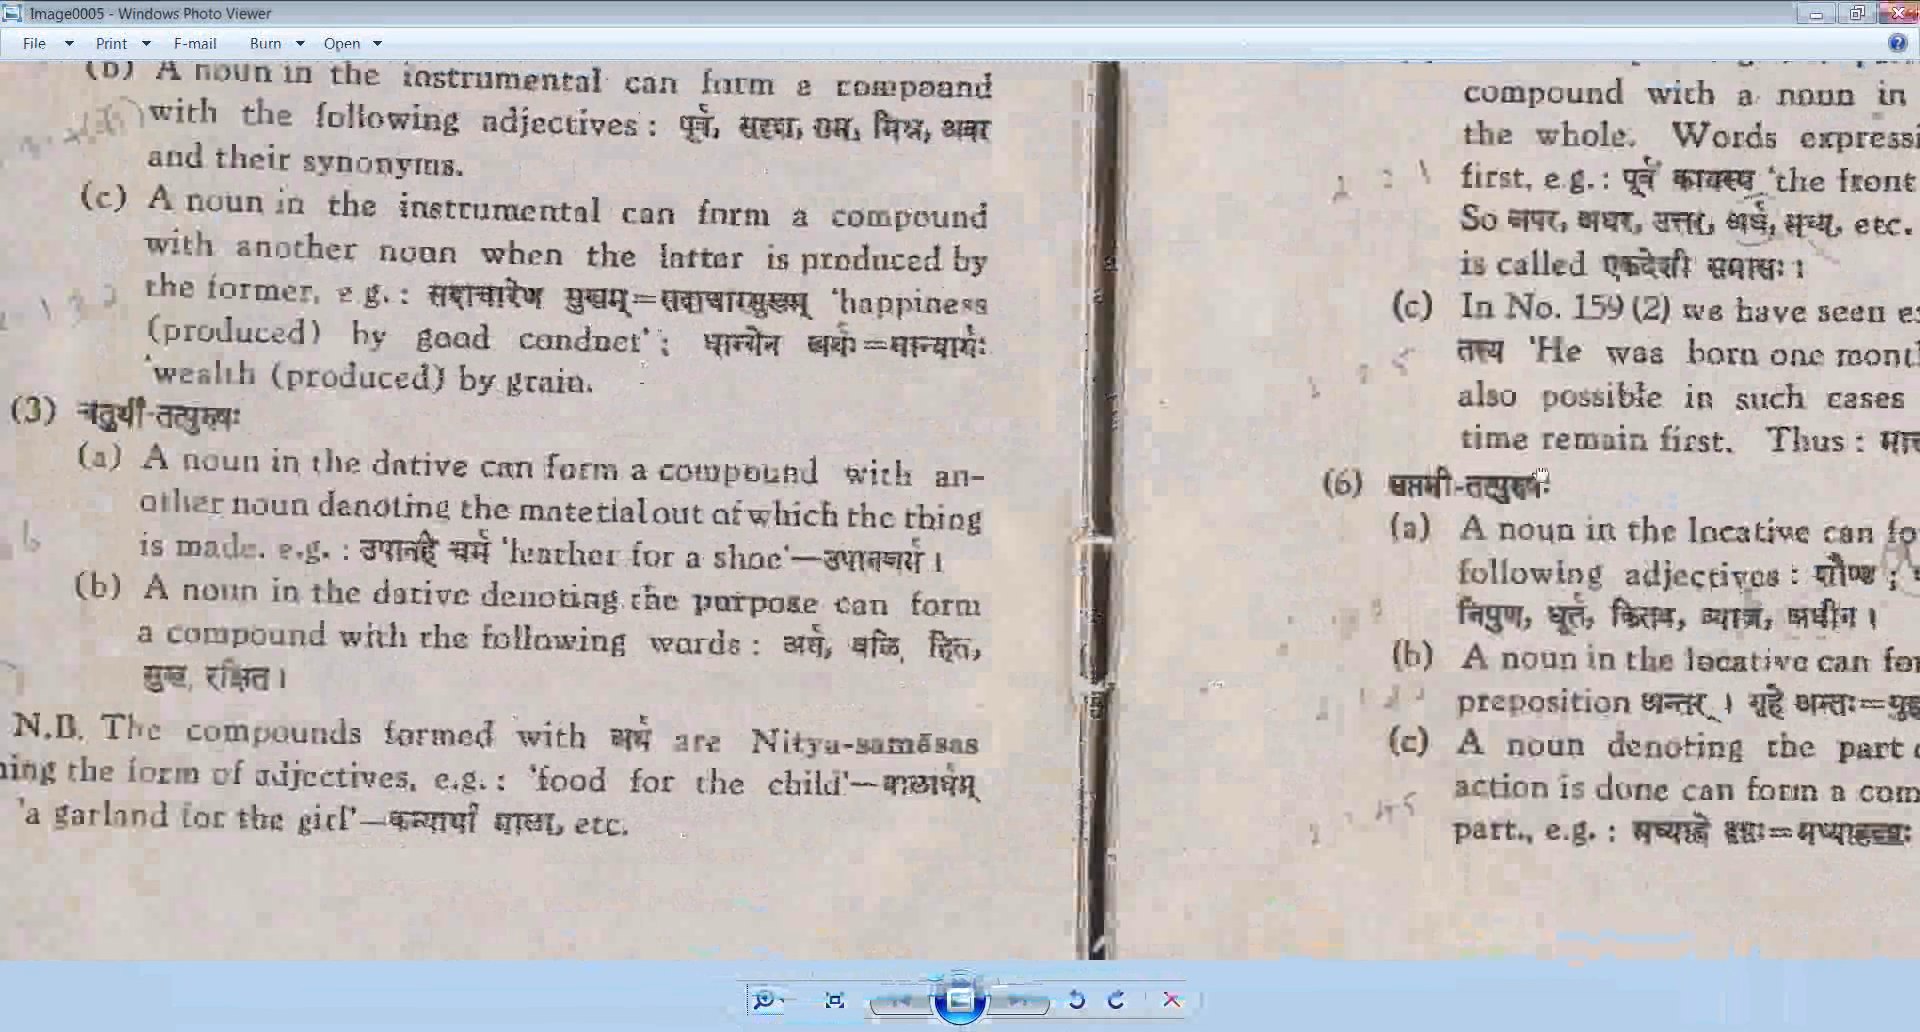 Image0005 - Windows Photo Viewer
File Print E-mail Burn Open
(b) A noun in the instrumental can form a compound
with the following adjectives : पूर्व, सदृश, सम, मिश्र, अवर
and their synonyms.
(c) A noun in the instrumental can form a compound
with another noun when the latter is produced by
the former, e.g. : सदाचारेण सुखम्=सदाचारसुखम् 'happiness
(produced) by good conduct' ; धान्येन अर्थः=धान्यार्थः
'wealth (produced) by grain.
(3) चतुर्थी-तत्पुरुषः
(a) A noun in the dative can form a compound with an-
other noun denoting the material out of which the thing
is made. e.g. : उपानहे चर्म 'leather for a shoe'—उपानच्चर्म ।
(b) A noun in the dative denoting the purpose can form
a compound with the following words : अर्थ, बलि, हित,
सुख, रक्षित ।
N.B. The compounds formed with अर्थ are Nitya-samāsas
ning the form of adjectives, e.g. : 'food for the child'—बालार्थम्
'a garland for the girl'—कन्यार्था माला, etc.
compound with a noun in
the whole. Words expressi
first, e.g. : पूर्वं कायस्य 'the front
So अपर, अधर, उत्तर, अर्ध, मध्य, etc.
is called एकदेशी समासः ।
(c) In No. 159 (2) we have seen e
'He was born one mont
also possible in such cases
time remain first. Thus :
(6) सप्तमी-तत्पुरुषः
(a) A noun in the locative can fo
following adjectives : शौण्ड ;
निपुण, धूर्त, कितव, व्याज, अधीन ।
(b) A noun in the locative can for
preposition अन्तर् । गृहे अन्तः=गृह
(c) A noun denoting the part
action is done can form a com
part., e.g. :